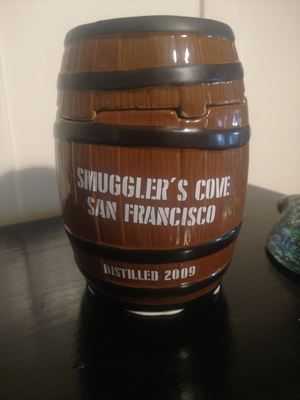 SMUGGLER'S COVE
SAN FRANCISCO
DISTILLED 2009